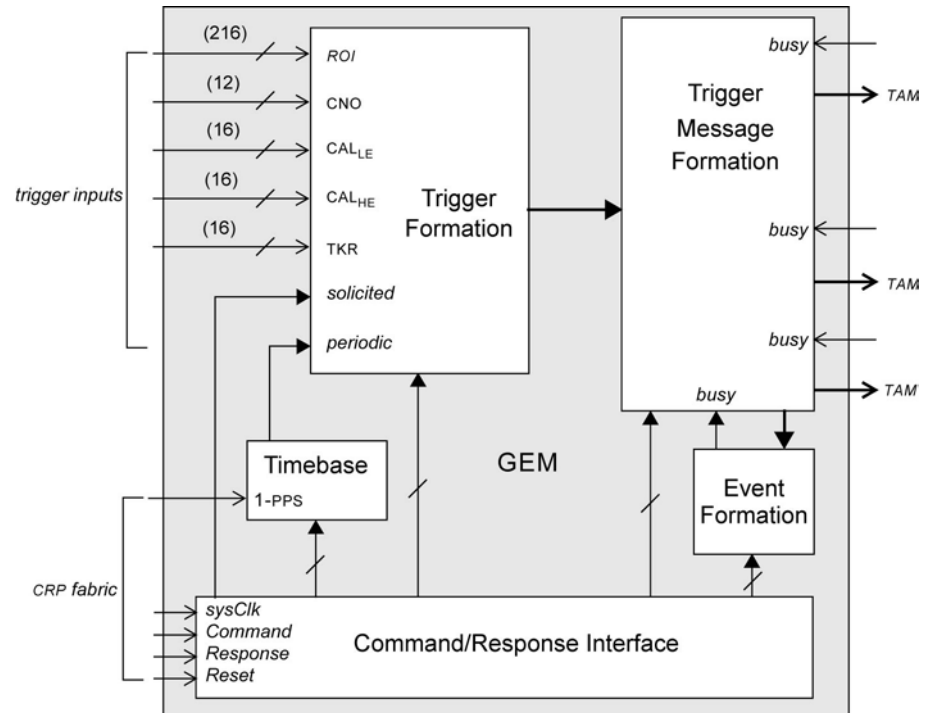 (216)
ROI
(12)
CNO
(16)
CALLE
(16)
CALHE
(16)
TKR
solicited
periodic
trigger inputs
Trigger
Formation
busy
TAM
Trigger
Message
Formation
busy
TAM
busy
TAM
busy
Timebase
1-PPS
GEM
Event
Formation
CRP fabric
sysClk
Command
Response
Reset
Command/Response Interface